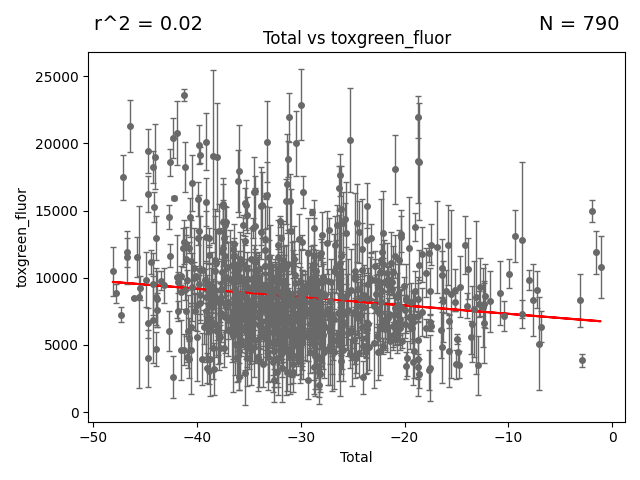 r^2 = 0.02
N = 790
Total vs toxgreen_fluor
25000
20000
15000
10000
5000
0
toxgreen_fluor
−50
−40
−30
−20
−10
0
Total